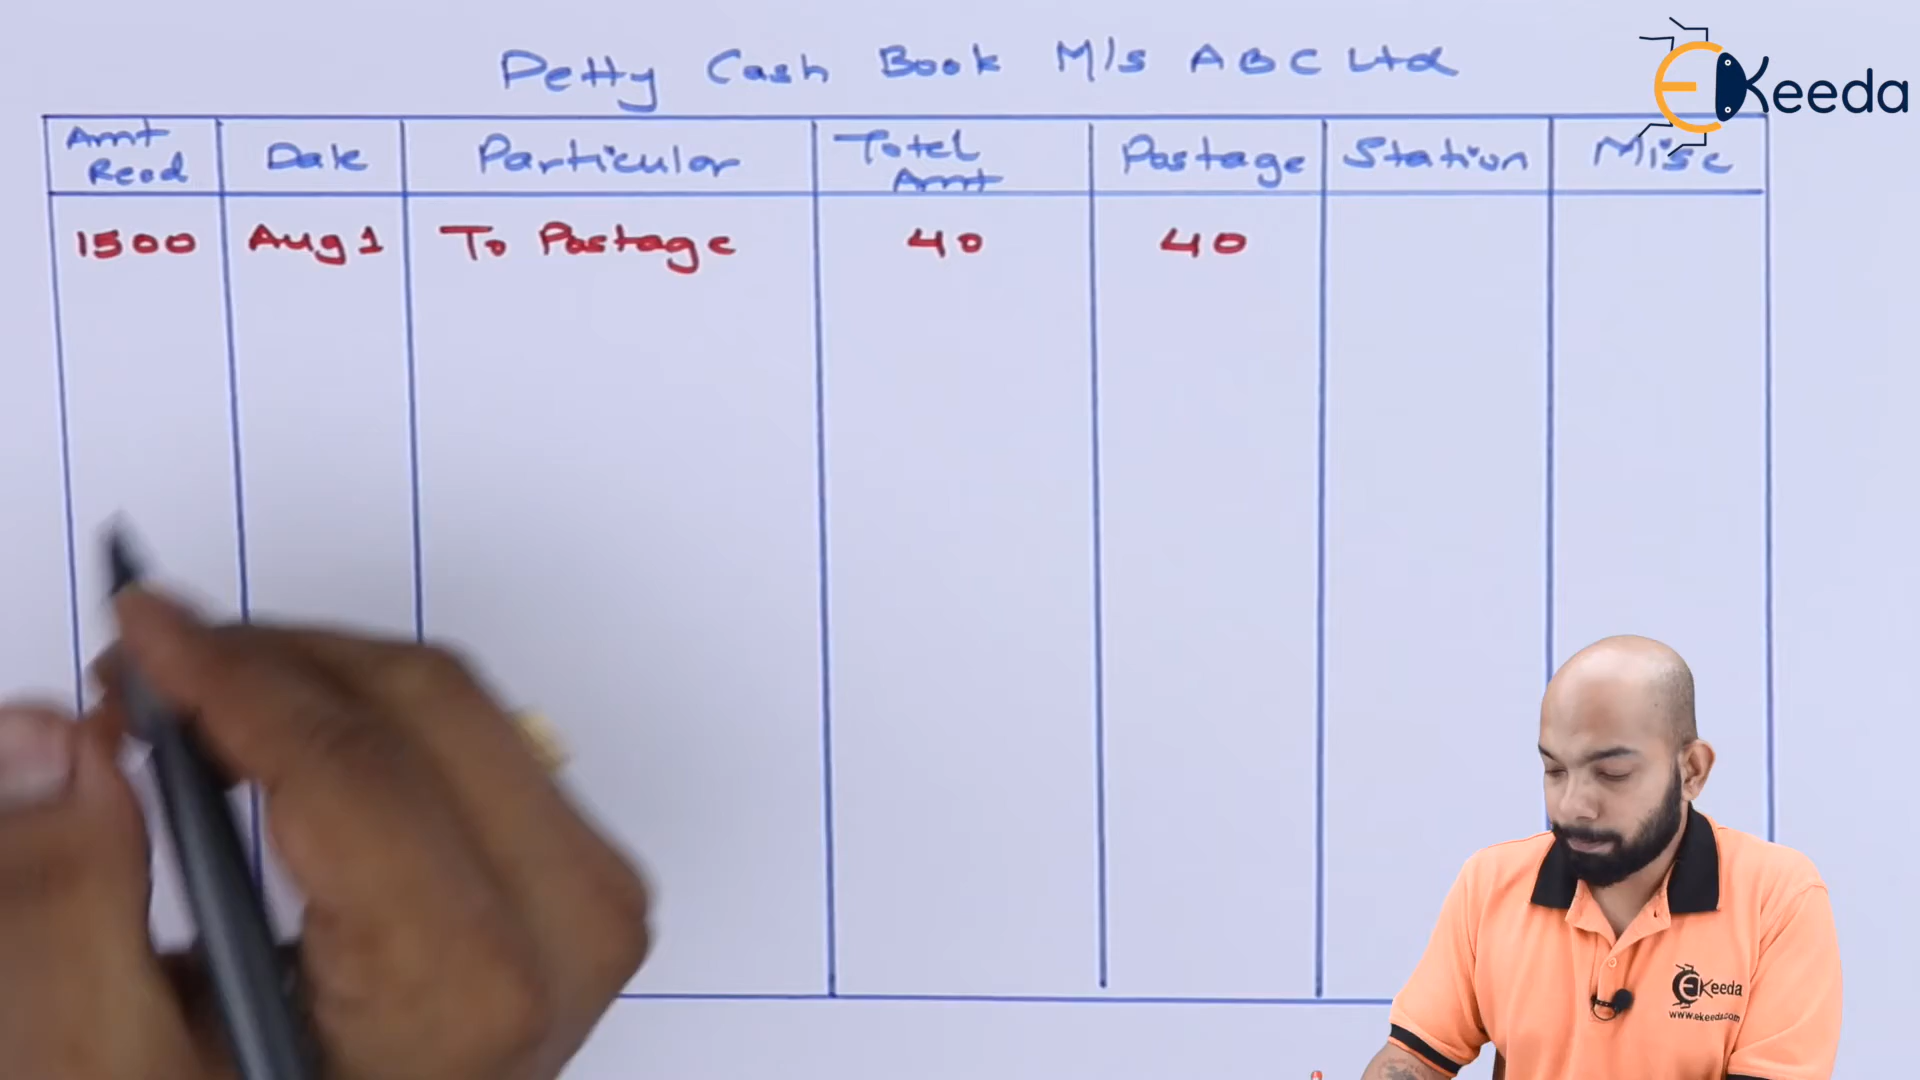 Petty Cash Book M/s ABC Ltd
EKeeda
Amt Recd Date Particular Total Amt Postage Station Misc
1500 Aug 1 To Postage 40 40
EKeeda
www.ekeeda.com